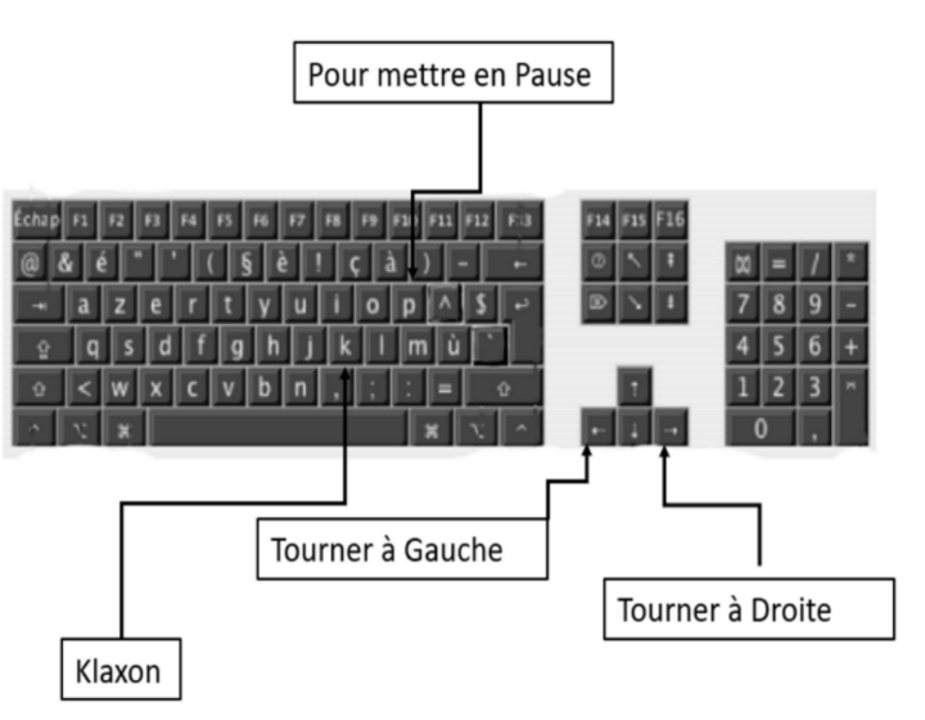 Pour mettre en Pause
Échap F1 F2 F3 F4 F5 F6 F7 F8 F9 F10 F11 F12 F13 F14 F15 F16
@ & é " ' ( § è ! ç à ) - ← = / *
⇥ a z e r t y u i o p ^ $ ↩ ⌦ ↘ ⇟ 7 8 9 -
q s d f g h j k l m ù ` 4 5 6 +
⇧ < w x c v b n , ; : = ⇧ ↑ 1 2 3
^ ⌥ ⌘ ⌘ ⌥ ^ ← ↓ → 0 ,
Tourner à Gauche
Tourner à Droite
Klaxon